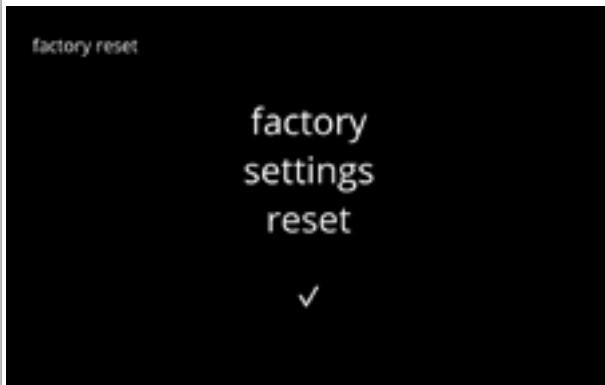 factory reset
factory
settings
reset
✓